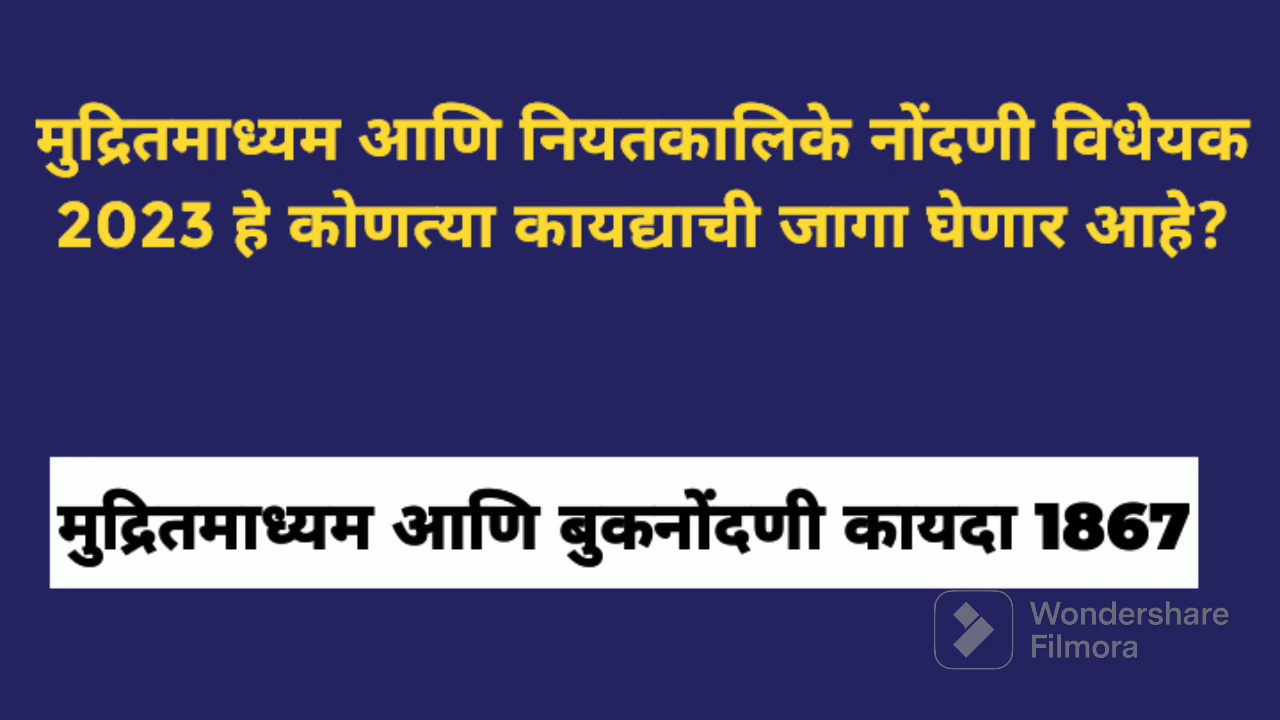 मुद्रितमाध्यम आणि नियतकालिके नोंदणी विधेयक
2023 हे कोणत्या कायद्याची जागा घेणार आहे?
मुद्रितमाध्यम आणि बुकनोंदणी कायदा 1867
Wondershare
Filmora